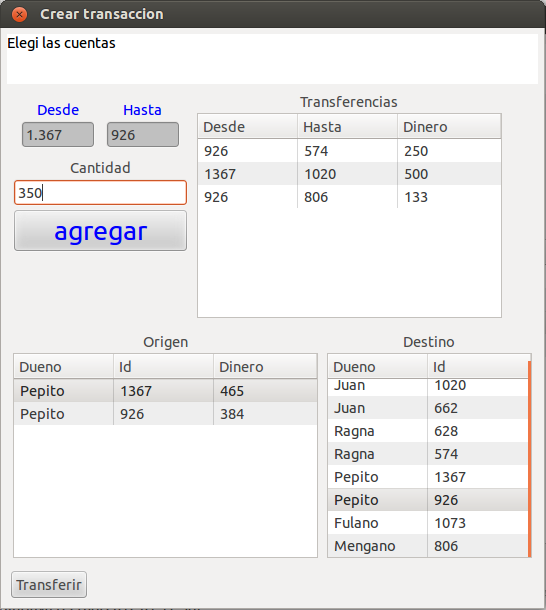 Crear transaccion
Elegi las cuentas
Desde Hasta
1.367 926
Cantidad
350
agregar
Transferencias
Desde Hasta Dinero
926 574 250
1367 1020 500
926 806 133
Origen
Dueno Id Dinero
Pepito 1367 465
Pepito 926 384
Destino
Dueno Id
Juan 1020
Juan 662
Ragna 628
Ragna 574
Pepito 1367
Pepito 926
Fulano 1073
Mengano 806
Transferir